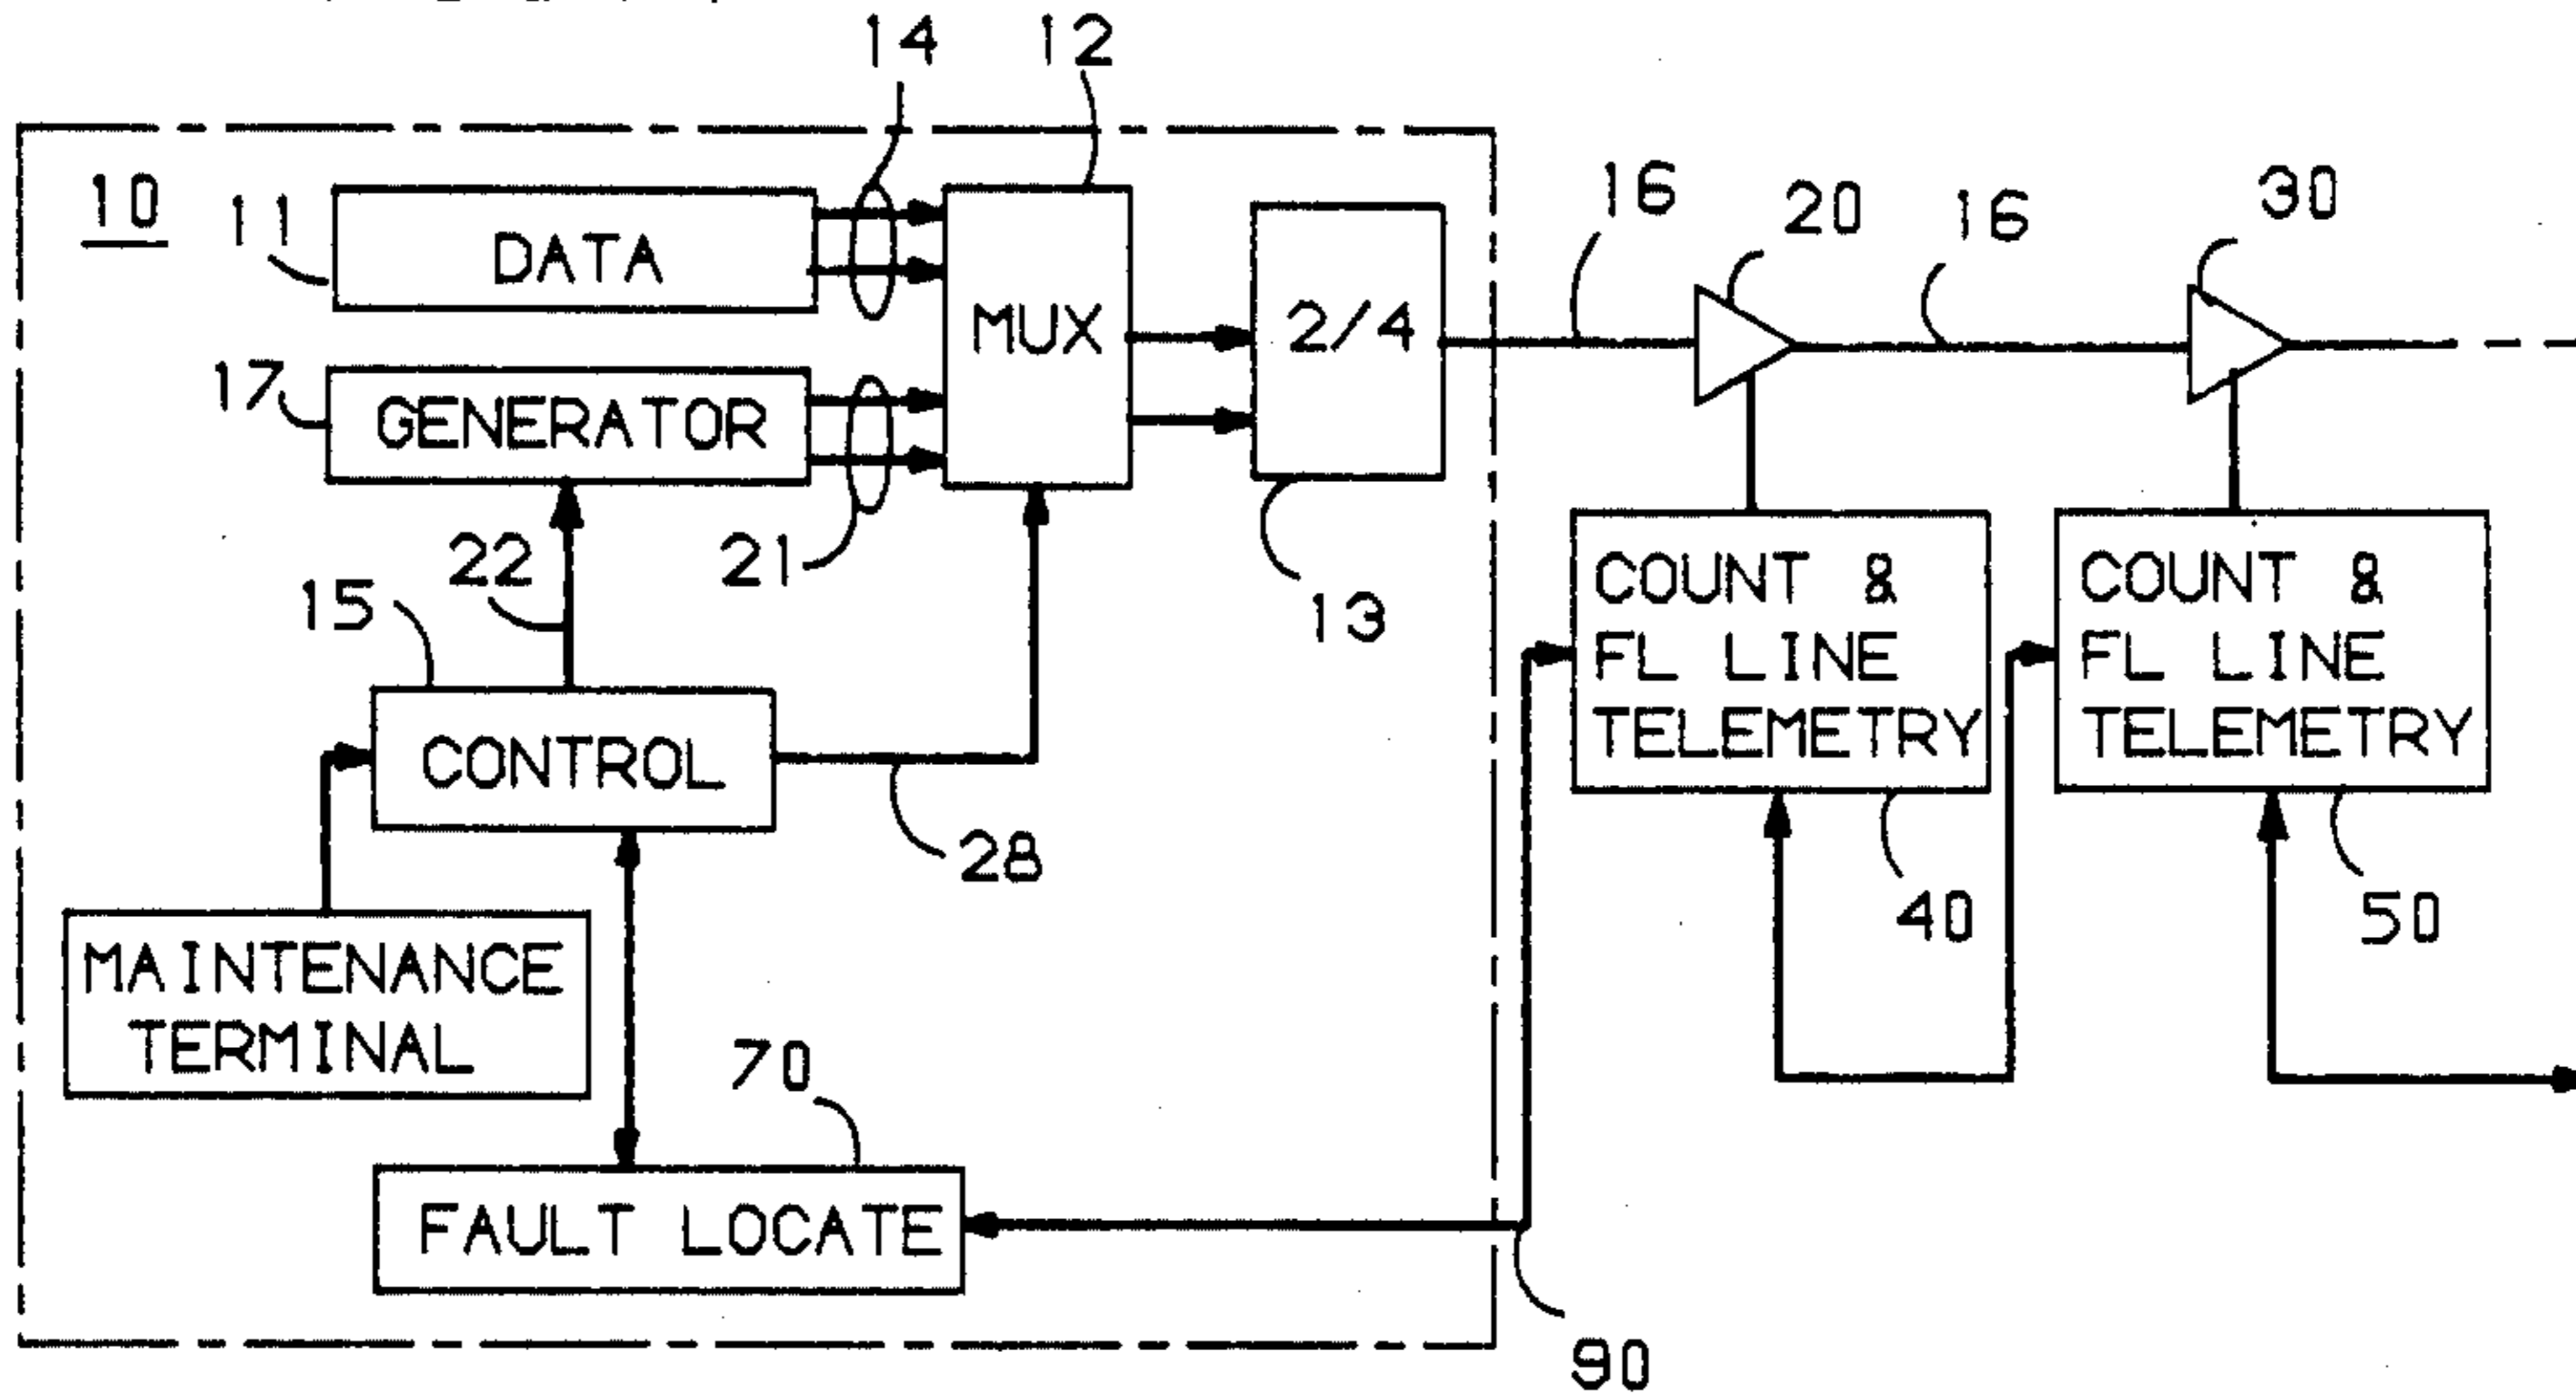 14
12
10
11
DATA
MUX
2/4
16
20
16
30
17
GENERATOR
22
21
13
15
CONTROL
28
COUNT &
FL LINE
TELEMETRY
COUNT &
FL LINE
TELEMETRY
40
50
MAINTENANCE
TERMINAL
70
FAULT LOCATE
90